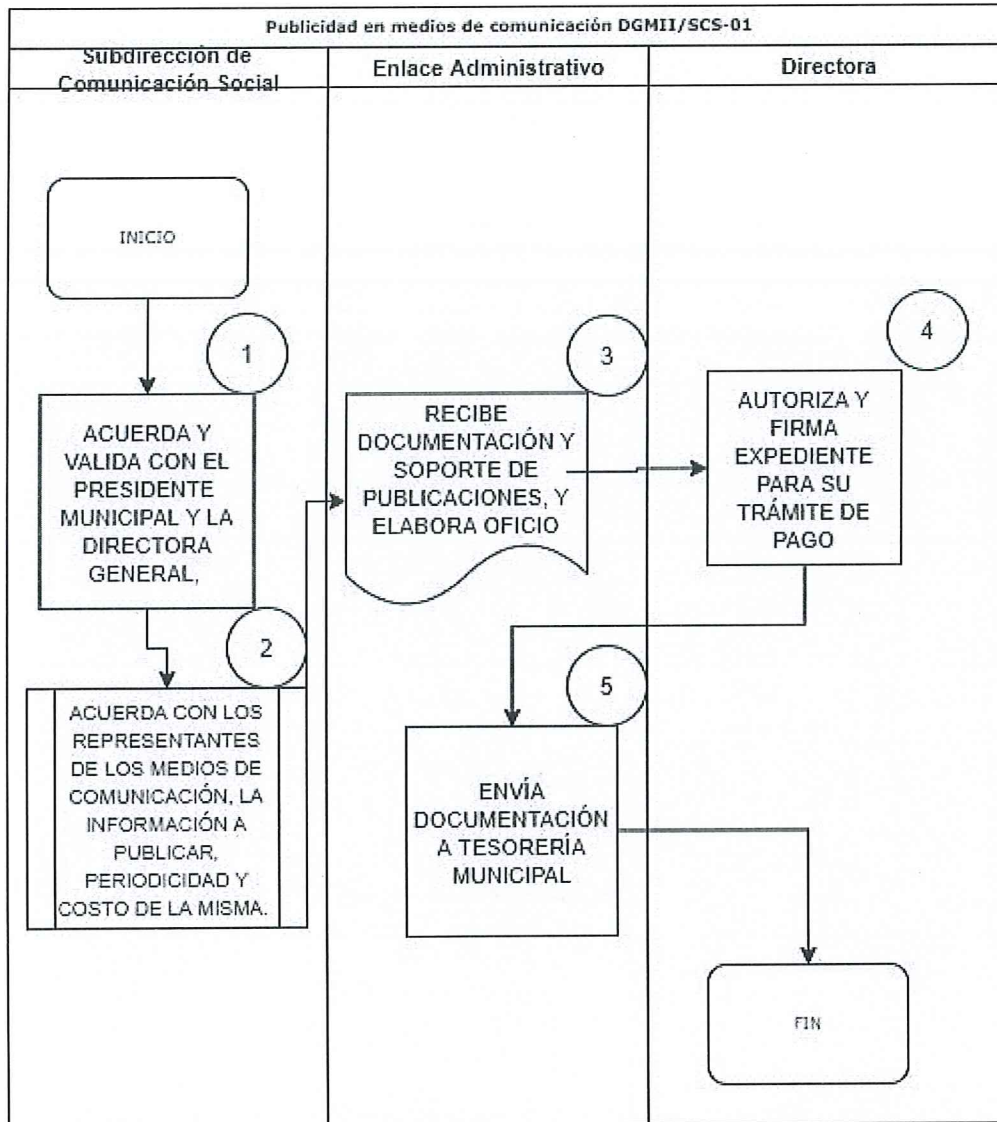 Publicidad en medios de comunicación DGMII/SCS-01
Subdirección de
Comunicación Social
Enlace Administrativo
Directora
INICIO
1
ACUERDA Y
VALIDA CON EL
PRESIDENTE
MUNICIPAL Y LA
DIRECTORA
GENERAL,
2
ACUERDA CON LOS
REPRESENTANTES
DE LOS MEDIOS DE
COMUNICACIÓN, LA
INFORMACIÓN A
PUBLICAR,
PERIODICIDAD Y
COSTO DE LA MISMA.
3
RECIBE
DOCUMENTACIÓN Y
SOPORTE DE
PUBLICACIONES, Y
ELABORA OFICIO
4
AUTORIZA Y
FIRMA
EXPEDIENTE
PARA SU
TRÁMITE DE
PAGO
5
ENVÍA
DOCUMENTACIÓN
A TESORERÍA
MUNICIPAL
FIN